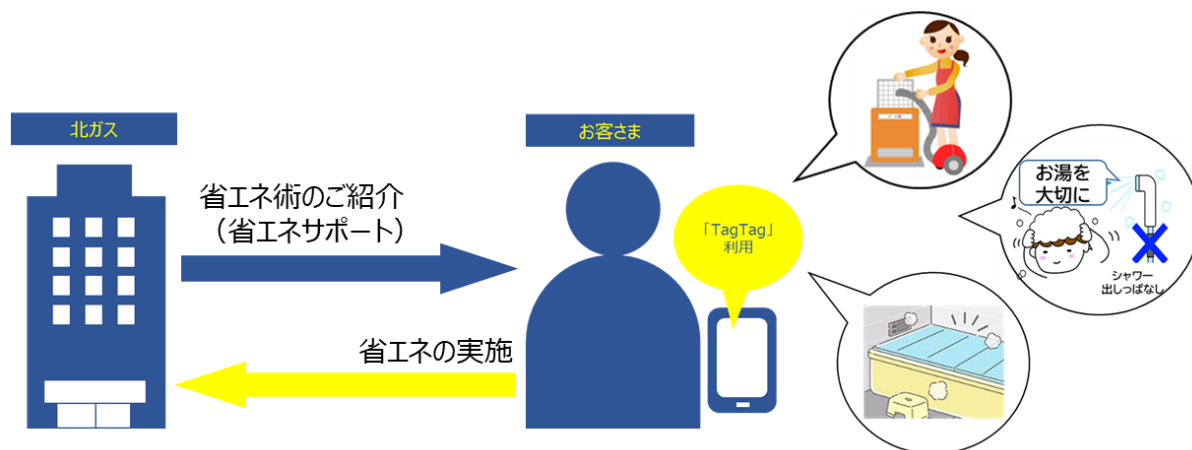 北ガス
お客さま
省エネ術のご紹介
（省エネサポート）
省エネの実施
「TagTag」
利用
お湯を
大切に
シャワー
出しっぱなし